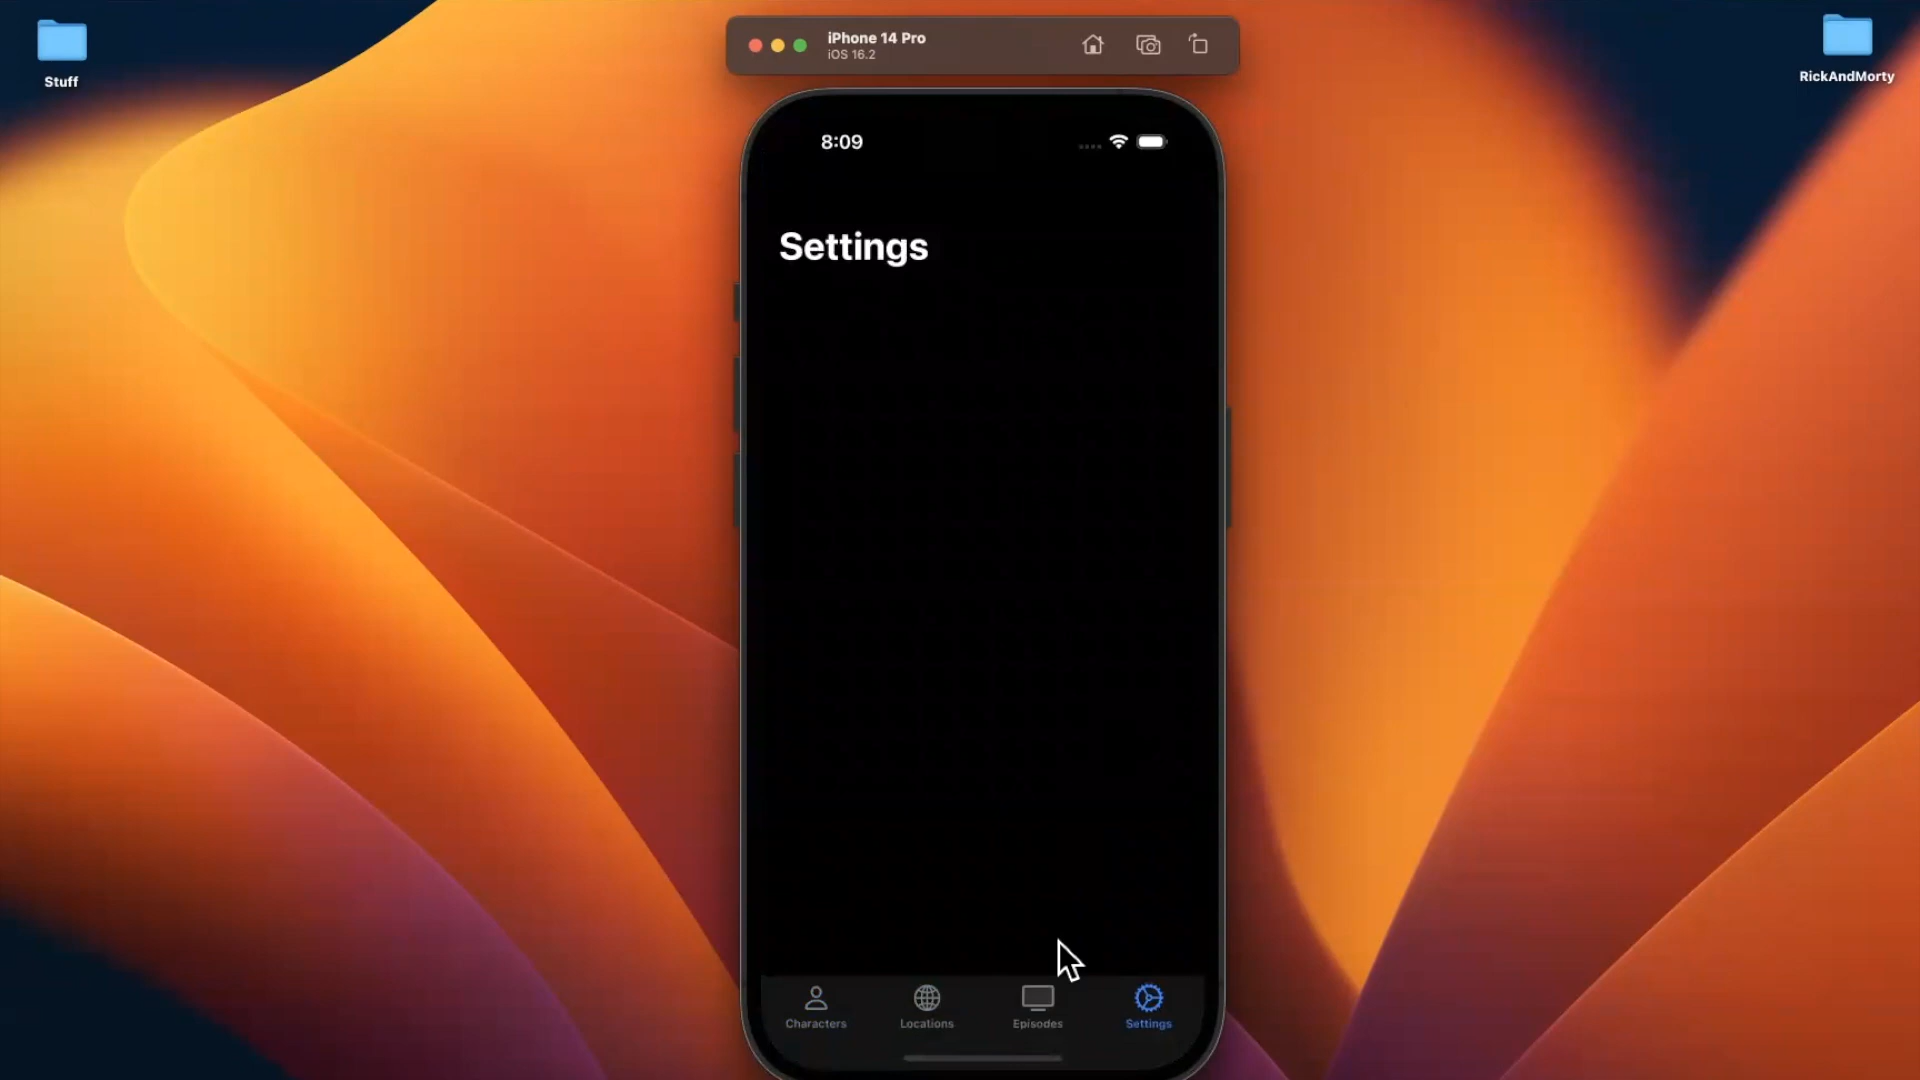 Stuff
iPhone 14 Pro
iOS 16.2
RickAndMorty
8:09
Settings
Characters
Locations
Episodes
Settings